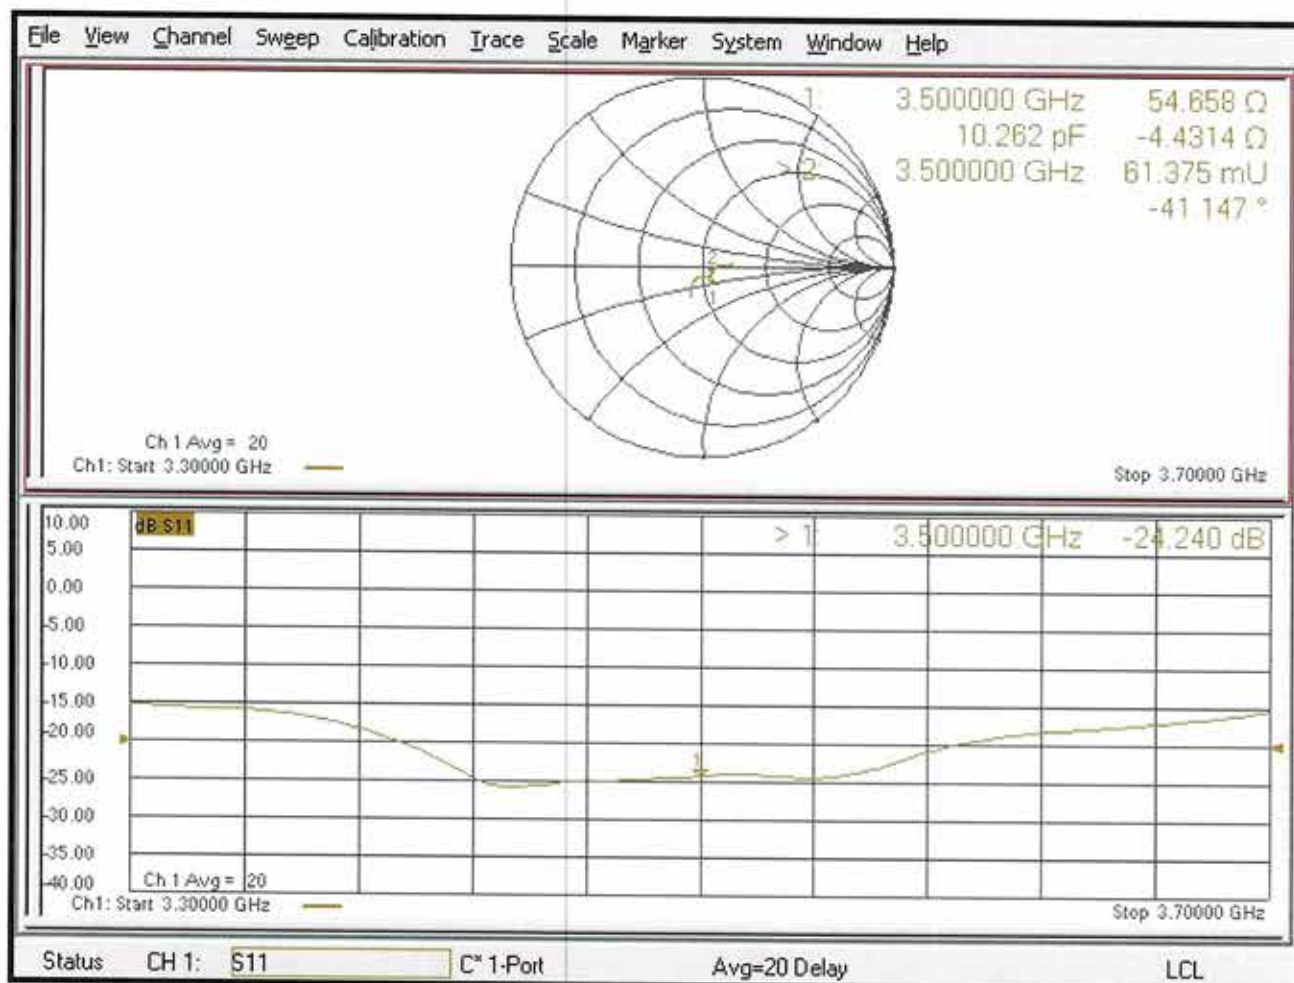 File View Channel Sweep Calibration Trace Scale Marker System Window Help
1: 3.500000 GHz 54.658 Ω
10.262 pF -4.4314 Ω
> 2: 3.500000 GHz 61.375 mU
-41.147 °
2
1
Ch 1 Avg = 20
Ch1: Start 3.30000 GHz Stop 3.70000 GHz
10.00 dB S11 > 1: 3.500000 GHz -24.240 dB
5.00
0.00
-5.00
-10.00
-15.00
-20.00
1
-25.00
-30.00
-35.00
-40.00 Ch 1 Avg = 20
Ch1: Start 3.30000 GHz Stop 3.70000 GHz
Status CH 1: S11 C* 1-Port Avg=20 Delay LCL